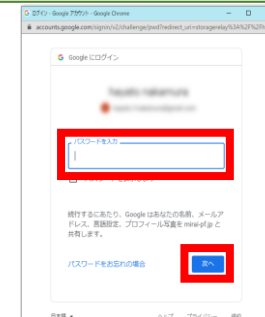 ログイン - Google アカウント - Google Chrome
accounts.google.com/signin/v2/challenge/pwd?redirect_uri=storagerelay%3A%2F%2Fh
Google にログイン
パスワードを入力
続行するにあたり、Google はあなたの名前、メールア
ドレス、言語設定、プロフィール写真を mirai-pf.jp と
共有します。
パスワードをお忘れの場合
次へ
日本語
ヘルプ プライバシー 規約